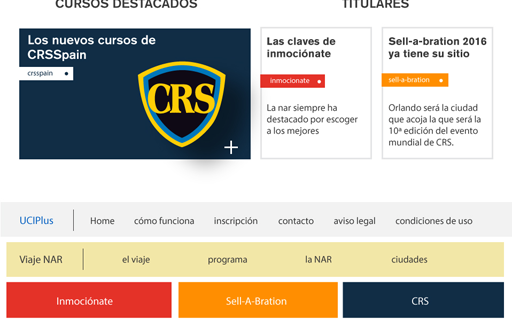 CURSOS DESTACADOS
TITULARES
Los nuevos cursos de
CRSSpain
crsspain
CRS
Las claves de
inmociónate
inmocionate
La nar siempre ha
destacado por escoger
a los mejores
Sell-a-bration 2016
ya tiene su sitio
sell-a-bration
Orlando será la ciudad
que acoja la que será la
10ª edición del evento
mundial de CRS.
UCIPlus
Home cómo funciona inscripción contacto aviso legal condiciones de uso
Viaje NAR
el viaje programa la NAR ciudades
Inmociónate
Sell-A-Bration
CRS